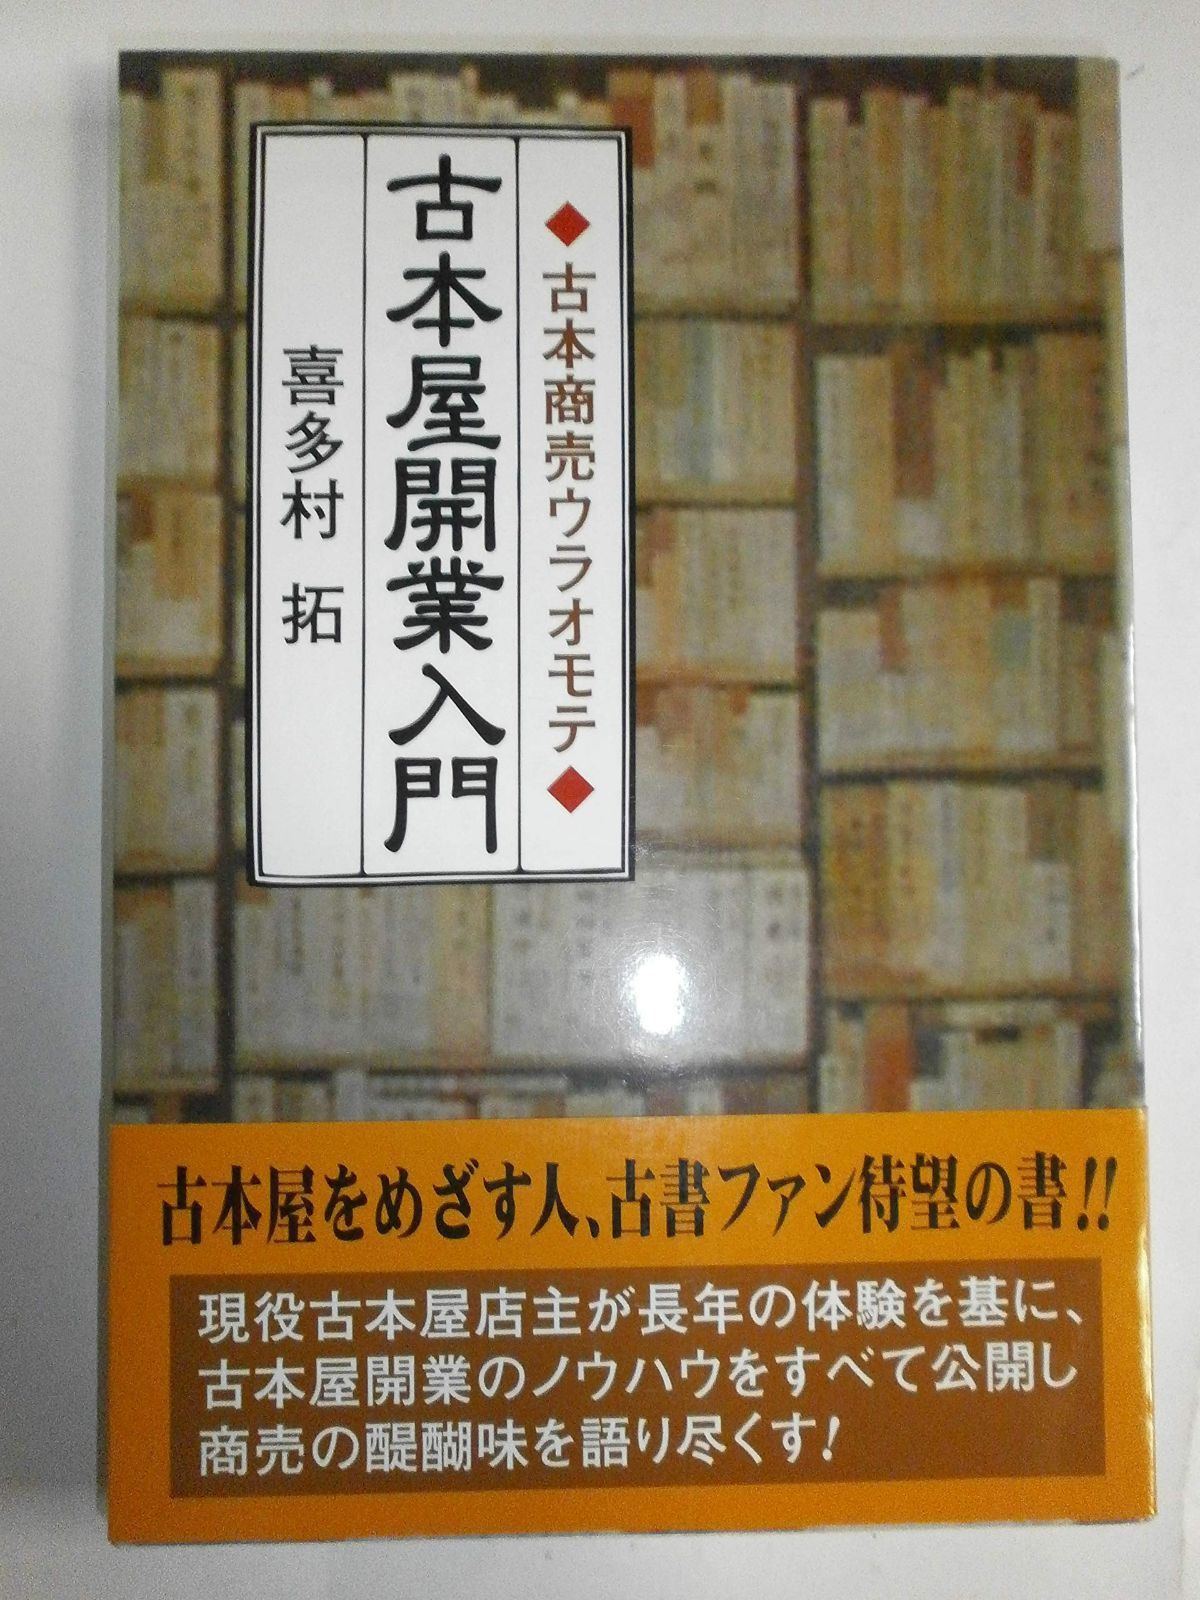 ◆古本商売ウラオモテ◆
古本屋開業入門
喜多村 拓
古本屋をめざす人、古書ファン待望の書!!
現役古本屋店主が長年の体験を基に、
古本屋開業のノウハウをすべて公開し
商売の醍醐味を語り尽くす!